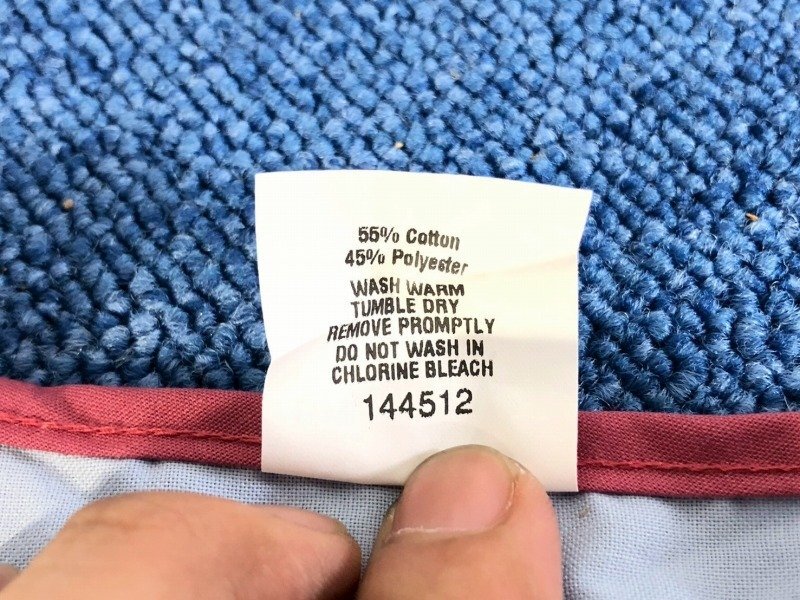 55% Cotton
45% Polyester
WASH WARM
TUMBLE DRY
REMOVE PROMPTLY
DO NOT WASH IN
CHLORINE BLEACH
144512